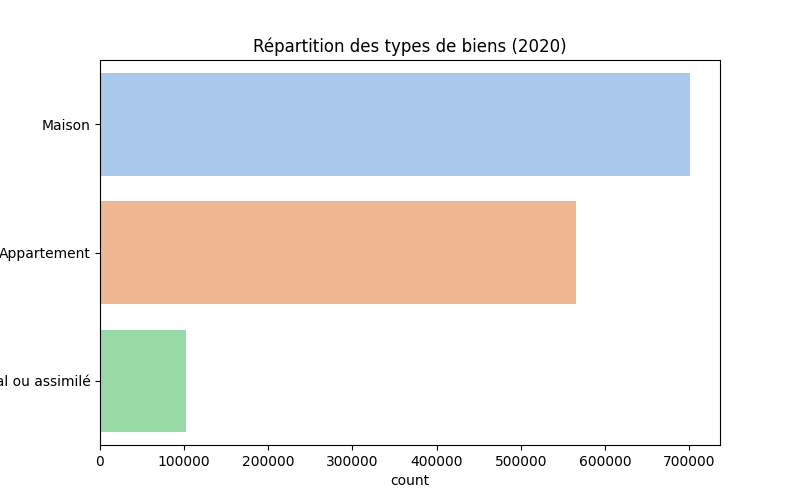 Répartition des types de biens (2020)
Maison
Appartement
ou assimilé
0 100000 200000 300000 400000 500000 600000 700000
count